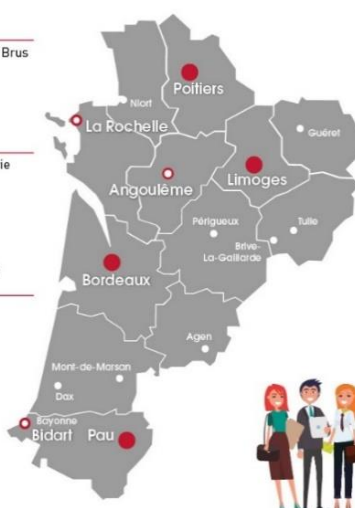 Brus
Poitiers
Niort
La Rochelle
Guéret
ie
Angoulême
Limoges
Périgueux
Tulle
Brive-
La-Gaillarde
Bordeaux
Agen
Mont-de-Marsan
Dax
Bayonne
Bidart
Pau